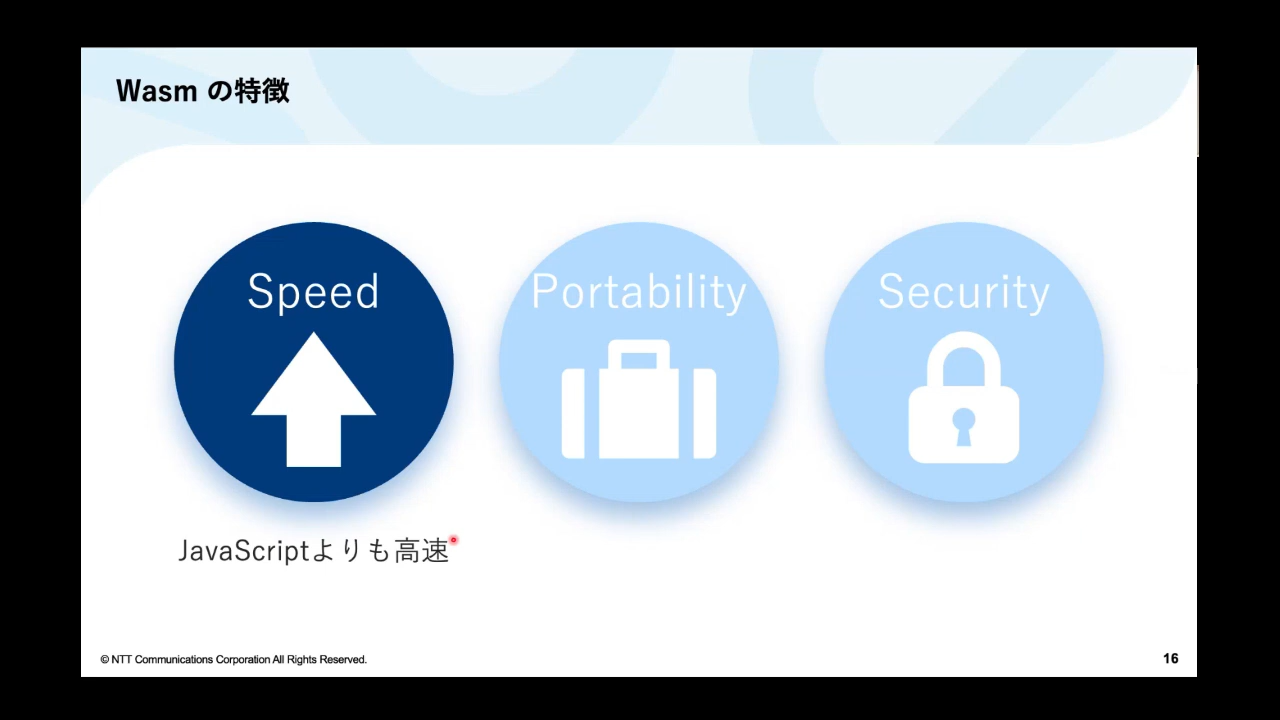 Wasm の特徴
Speed
Portability
Security
JavaScriptよりも高速
© NTT Communications Corporation All Rights Reserved.
16